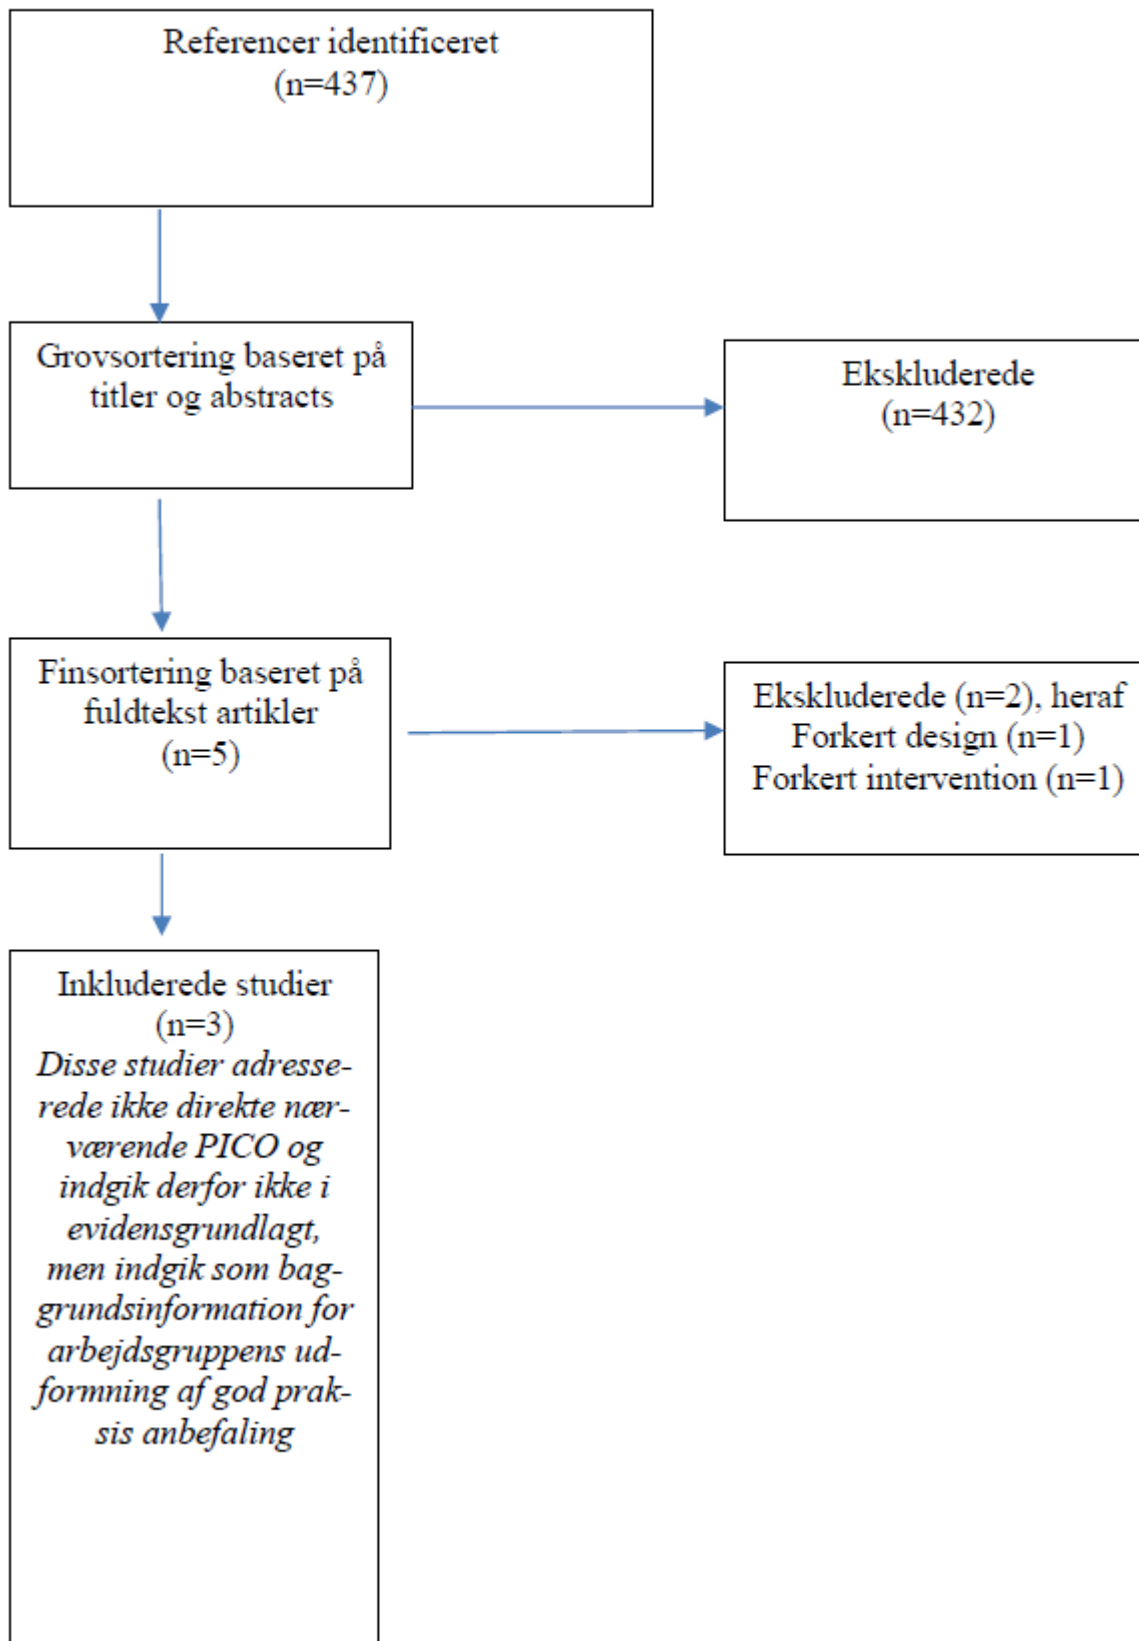 Referencer identificeret
(n=437)
Grovsortering baseret på
titler og abstracts
Ekskluderede
(n=432)
Finsortering baseret på
fuldtekst artikler
(n=5)
Ekskluderede (n=2), heraf
Forkert design (n=1)
Forkert intervention (n=1)
Inkluderede studier
(n=3)
Disse studier adresse-
rede ikke direkte nær-
værende PICO og
indgik derfor ikke i
evidensgrundlagt,
men indgik som bag-
grundsinformation for
arbejdsgruppens ud-
formning af god prak-
sis anbefaling